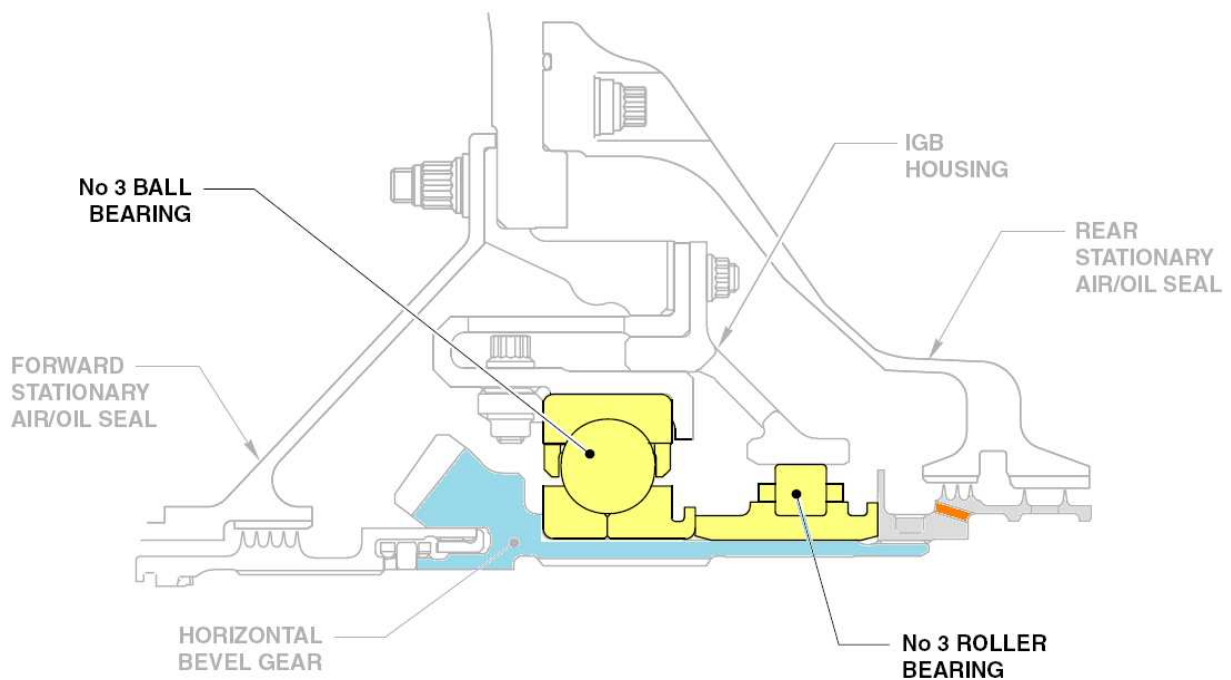 No 3 BALL
BEARING
IGB
HOUSING
REAR
STATIONARY
AIR/OIL SEAL
FORWARD
STATIONARY
AIR/OIL SEAL
HORIZONTAL
BEVEL GEAR
No 3 ROLLER
BEARING